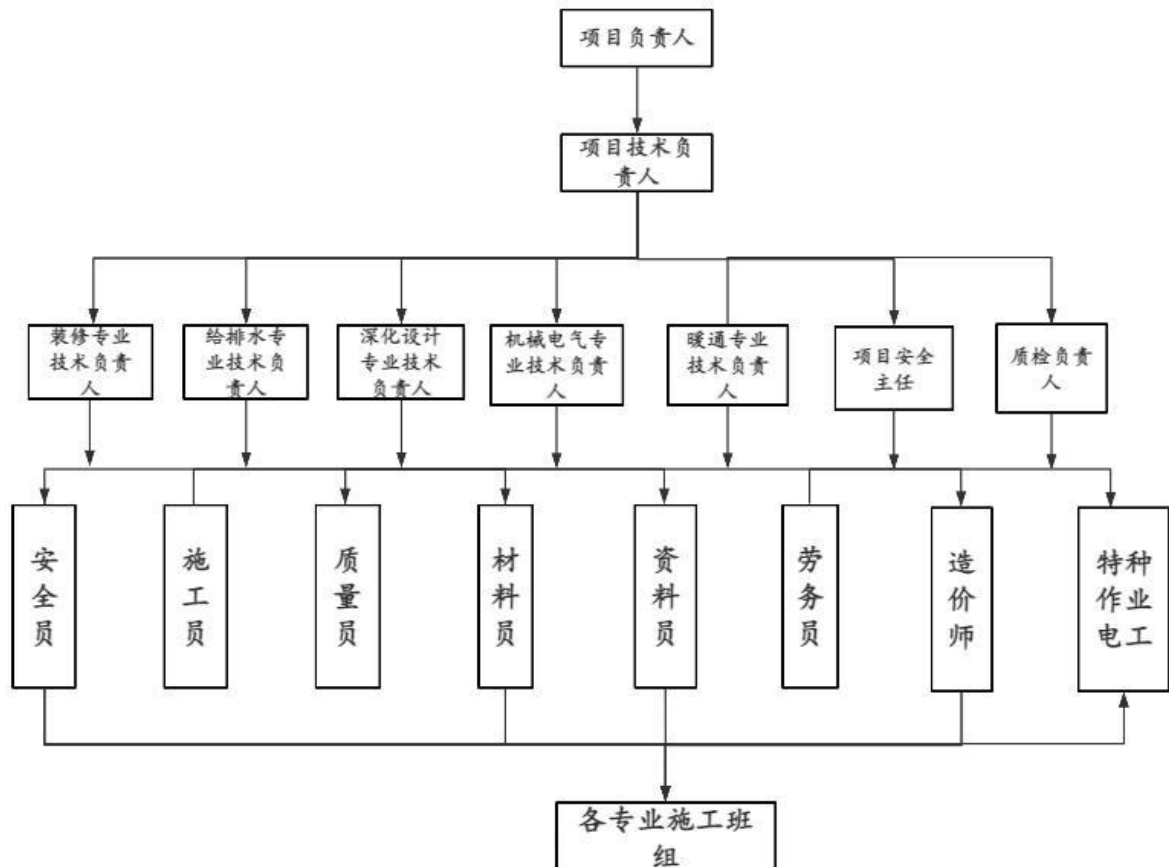 项目负责人
项目技术负
责人
装修专业
技术负责
人
给排水专
业技术负
责人
深化设计
专业技术
负责人
机械电气专
业技术负责
人
暖通专业
技术负责
人
项目安全
主任
质检负责
人
安
全
员
施
工
员
质
量
员
材
料
员
资
料
员
劳
务
员
造
价
师
特种
作业
电工
各专业施工班
组